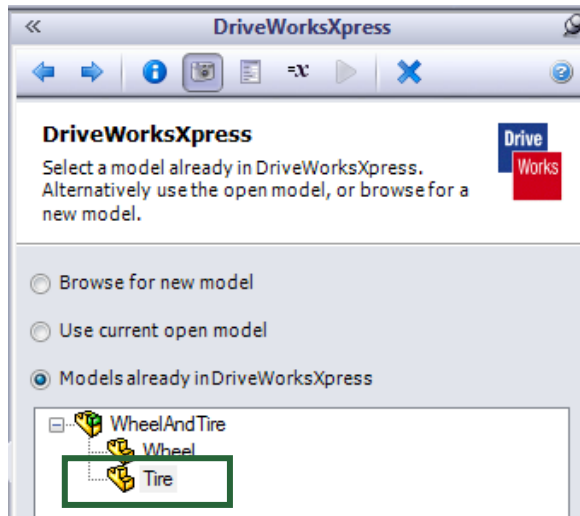 DriveWorksXpress
DriveWorksXpress
Select a model already in DriveWorksXpress.
Alternatively use the open model, or browse for a
new model.
Drive
Works
Browse for new model
Use current open model
Models already in DriveWorksXpress
WheelAndTire
Wheel
Tire